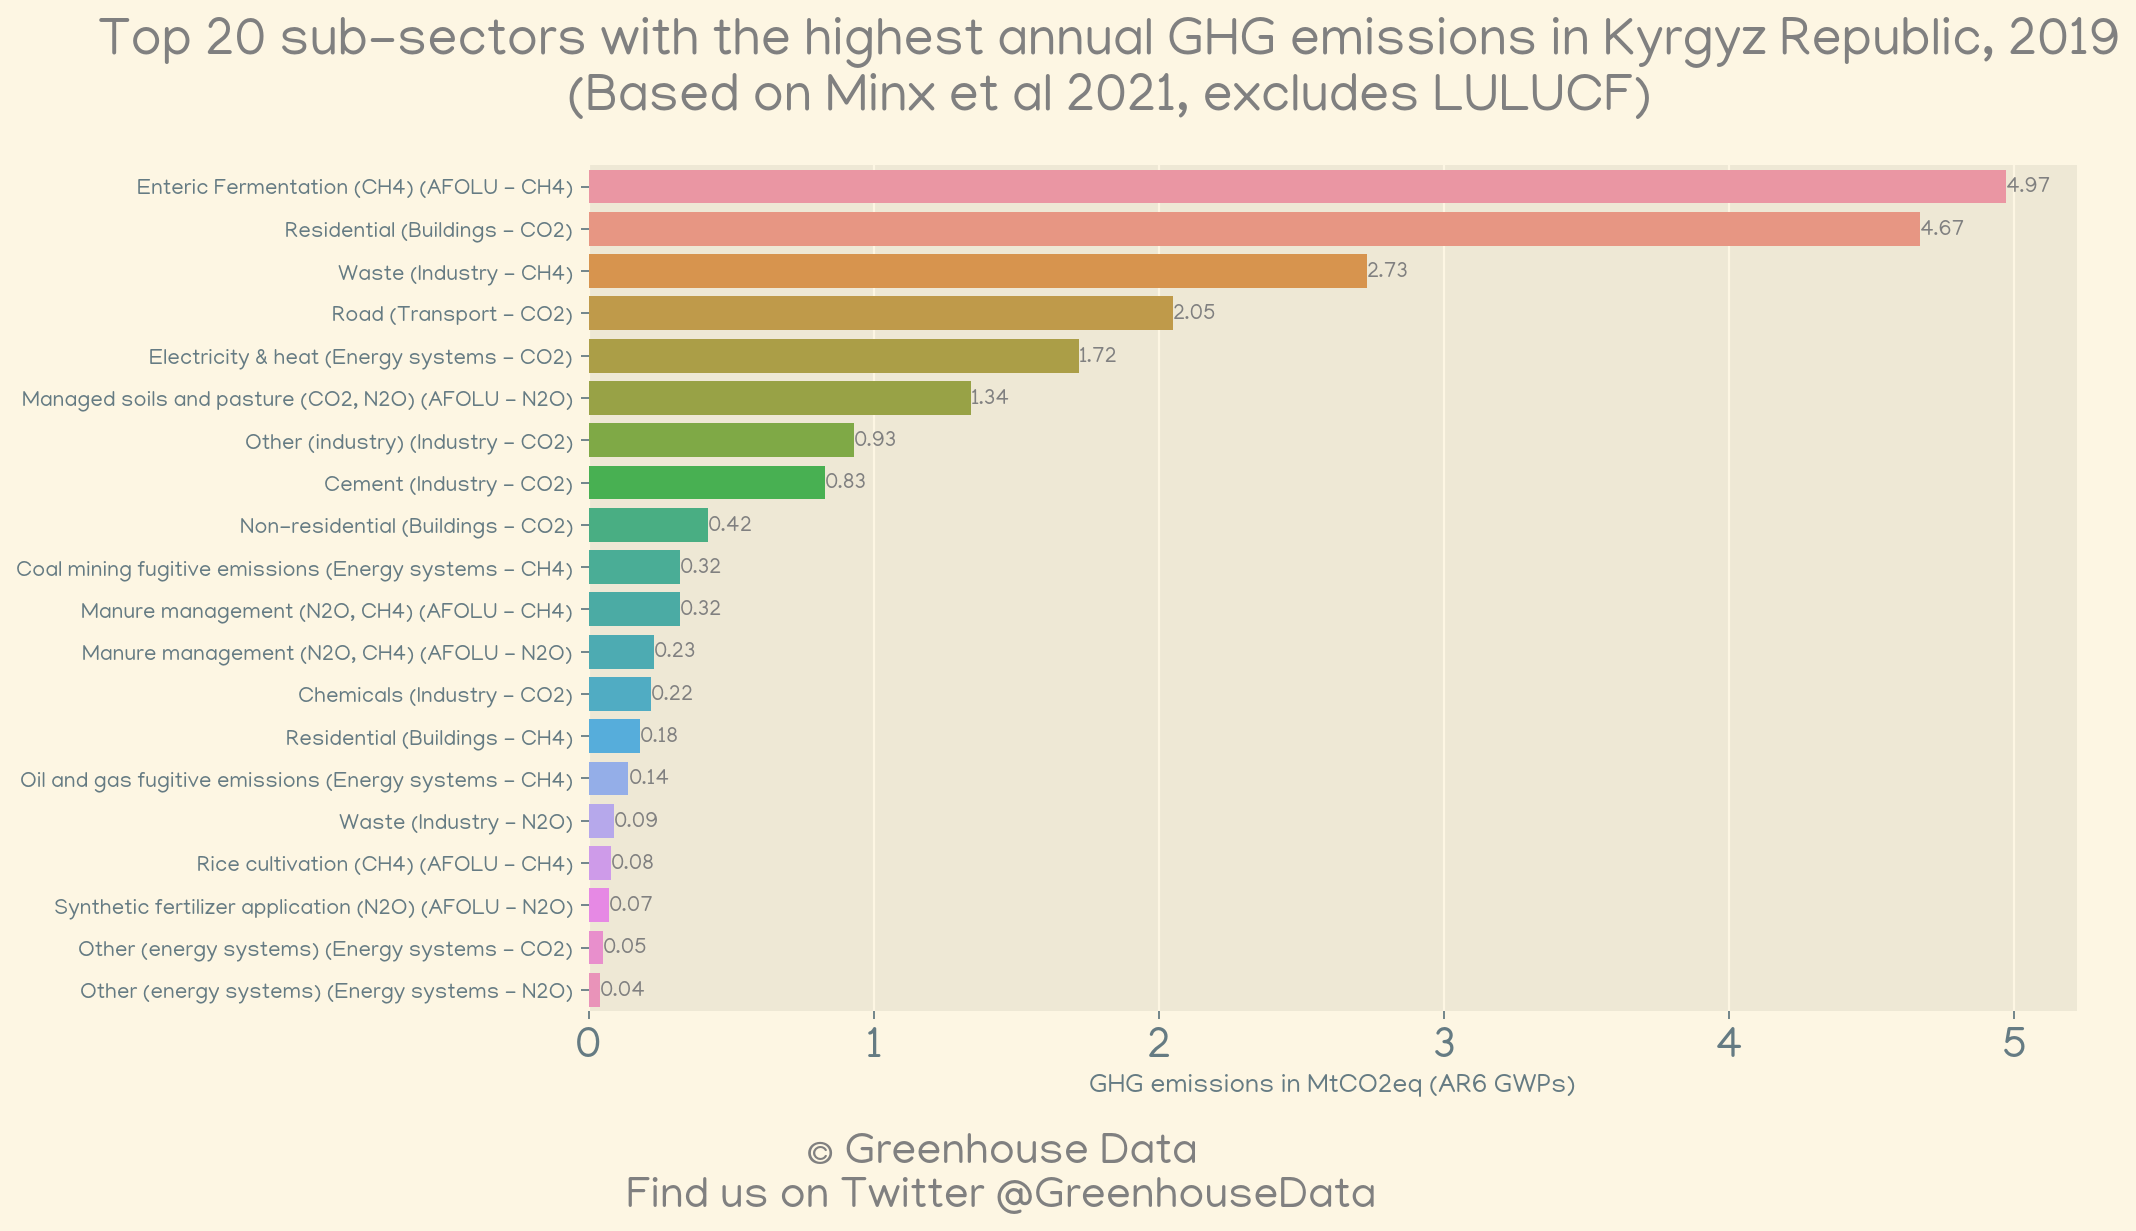 Top 20 sub-sectors with the highest annual GHG emissions in Kyrgyz Republic, 2019
(Based on Minx et al 2021, excludes LULUCF)
Enteric Fermentation (CH4) (AFOLU - CH4) 4.97
Residential (Buildings - CO2) 4.67
Waste (Industry - CH4) 2.73
Road (Transport - CO2) 2.05
Electricity & heat (Energy systems - CO2) 1.72
Managed soils and pasture (CO2, N2O) (AFOLU - N2O) 1.34
Other (industry) (Industry - CO2) 0.93
Cement (Industry - CO2) 0.83
Non-residential (Buildings - CO2) 0.42
Coal mining fugitive emissions (Energy systems - CH4) 0.32
Manure management (N2O, CH4) (AFOLU - CH4) 0.32
Manure management (N2O, CH4) (AFOLU - N2O) 0.23
Chemicals (Industry - CO2) 0.22
Residential (Buildings - CH4) 0.18
Oil and gas fugitive emissions (Energy systems - CH4) 0.14
Waste (Industry - N2O) 0.09
Rice cultivation (CH4) (AFOLU - CH4) 0.08
Synthetic fertilizer application (N2O) (AFOLU - N2O) 0.07
Other (energy systems) (Energy systems - CO2) 0.05
Other (energy systems) (Energy systems - N2O) 0.04
0 1 2 3 4 5
GHG emissions in MtCO2eq (AR6 GWPs)
© Greenhouse Data
Find us on Twitter @GreenhouseData